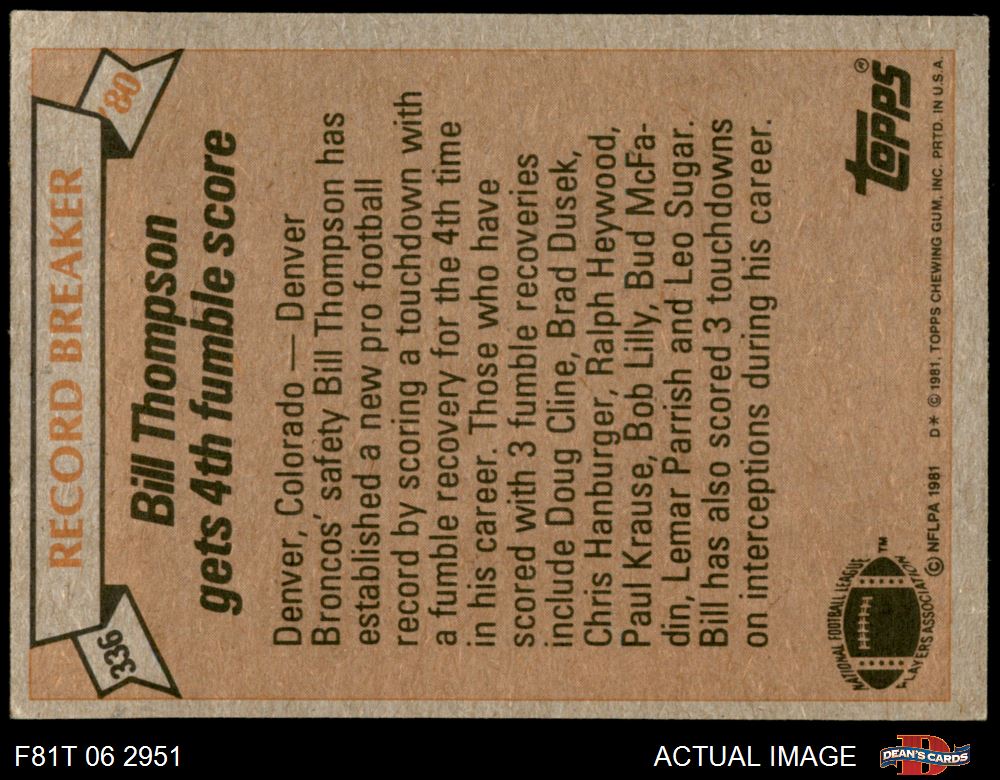 336
RECORD BREAKER
'80
Bill Thompson
gets 4th fumble score
Denver, Colorado — Denver
Broncos' safety Bill Thompson has
established a new pro football
record by scoring a touchdown with
a fumble recovery for the 4th time
in his career. Those who have
scored with 3 fumble recoveries
include Doug Cline, Brad Dusek,
Chris Hanburger, Ralph Heywood,
Paul Krause, Bob Lilly, Bud McFa-
din, Lemar Parrish and Leo Sugar.
Bill has also scored 3 touchdowns
on interceptions during his career.
NATIONAL FOOTBALL LEAGUE
PLAYERS ASSOCIATION
TM
Topps®
© NFLPA 1981 D* © 1981, TOPPS CHEWING GUM, INC. PRTD. IN U.S.A.
F81T 06 2951
ACTUAL IMAGE
DEAN'S CARDS